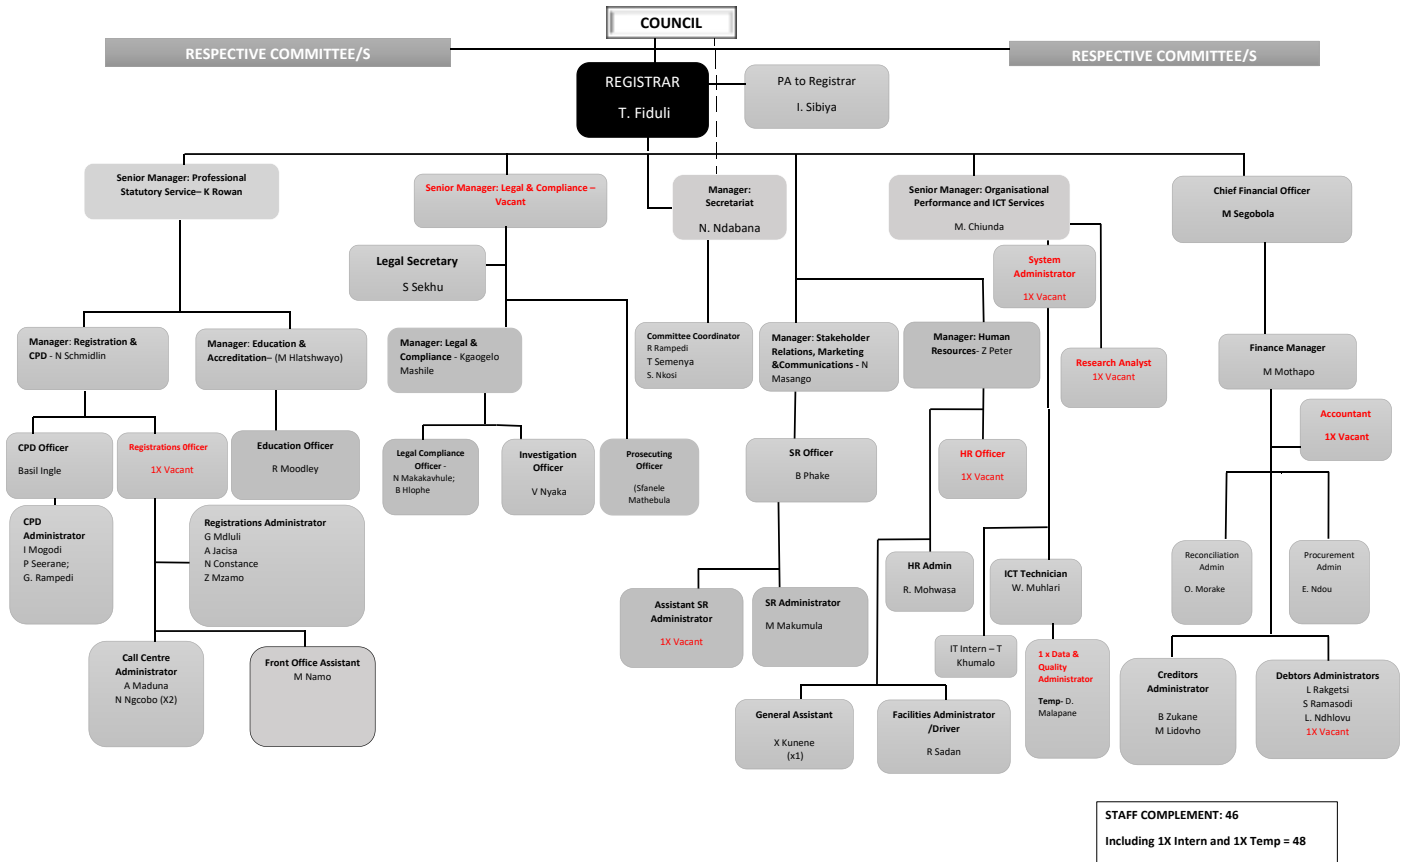 COUNCIL
RESPECTIVE COMMITTEE/S
RESPECTIVE COMMITTEE/S
REGISTRAR
T. Fiduli
PA to Registrar
I. Sibiya
Senior Manager: Professional
Statutory Service– K Rowan
Senior Manager: Legal & Compliance –
Vacant
Manager:
Secretariat
N. Ndabana
Senior Manager: Organisational
Performance and ICT Services
M. Chiunda
Chief Financial Officer
M Segobola
Legal Secretary
S Sekhu
System
Administrator
1X Vacant
Manager: Registration &
CPD - N Schmidlin
Manager: Education &
Accreditation– (M Hlatshwayo)
Manager: Legal &
Compliance - Kgaogelo
Mashile
Committee Coordinator
R Rampedi
T Semenya
S. Nkosi
Manager: Stakeholder
Relations, Marketing
&Communications - N
Masango
Manager: Human
Resources- Z Peter
Research Analyst
1X Vacant
Finance Manager
M Mothapo
Accountant
1X Vacant
CPD Officer
Basil Ingle
Registrations 0fficer
1X Vacant
Education Officer
R Moodley
Legal Compliance
Officer -
N Makakavhule;
B Hlophe
Investigation
Officer
V Nyaka
Prosecuting
Officer
(Sfanele
Mathebula
SR Officer
B Phake
HR Officer
1X Vacant
CPD
Administrator
I Mogodi
P Seerane;
G. Rampedi
Registrations Administrator
G Mdluli
A Jacisa
N Constance
Z Mzamo
HR Admin
R. Mohwasa
ICT Technician
W. Muhlari
Reconciliation
Admin
O. Morake
Procurement
Admin
E. Ndou
Assistant SR
Administrator
1X Vacant
SR Administrator
M Makumula
IT Intern – T
Khumalo
1 x Data &
Quality
Administrator
Temp- D.
Malapane
Call Centre
Administrator
A Maduna
N Ngcobo (X2)
Front Office Assistant
M Namo
Creditors
Administrator
B Zukane
M Lidovho
Debtors Administrators
L Rakgetsi
S Ramasodi
L. Ndhlovu
1X Vacant
General Assistant
X Kunene
(x1)
Facilities Administrator
/Driver
R Sadan
STAFF COMPLEMENT: 46
Including 1X Intern and 1X Temp = 48